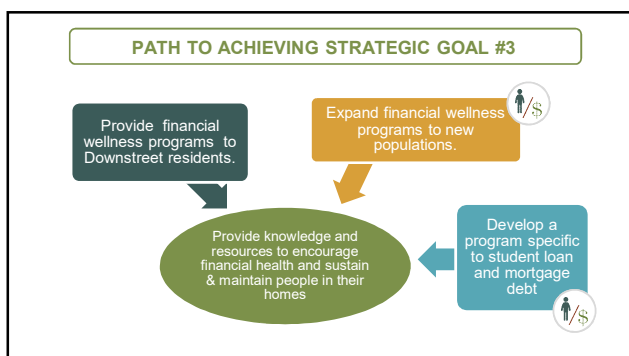 PATH TO ACHIEVING STRATEGIC GOAL #3
Provide financial
wellness programs to
Downstreet residents.
Expand financial wellness
programs to new
populations.
Provide knowledge and
resources to encourage
financial health and sustain
& maintain people in their
homes
Develop a
program specific
to student loan
and mortgage
debt
/$
/$